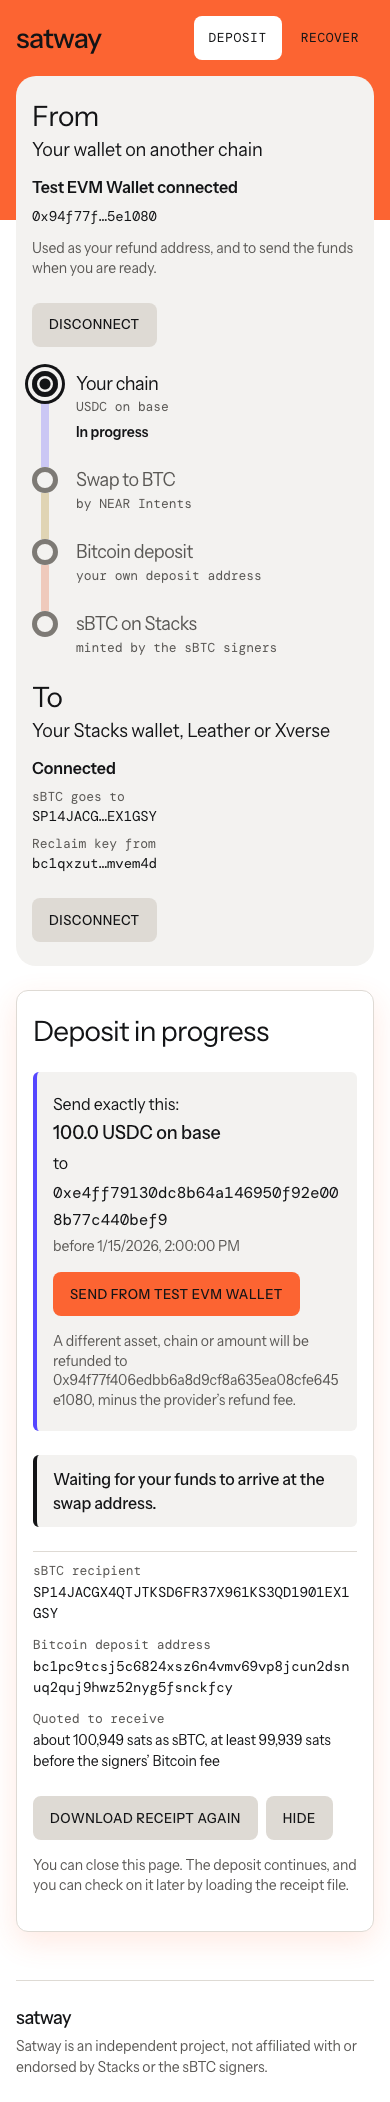 satway
DEPOSIT
RECOVER
From
Your wallet on another chain
Test EVM Wallet connected
0x94f77f…5e1080
Used as your refund address, and to send the funds
when you are ready.
DISCONNECT
Your chain
USDC on base
In progress
Swap to BTC
by NEAR Intents
Bitcoin deposit
your own deposit address
sBTC on Stacks
minted by the sBTC signers
To
Your Stacks wallet, Leather or Xverse
Connected
sBTC goes to
SP14JACG…EX1GSY
Reclaim key from
bc1qxzut…mvem4d
DISCONNECT
Deposit in progress
Send exactly this:
100.0 USDC on base
to
0xe4ff79130dc8b64a146950f92e00
8b77c440bef9
before 1/15/2026, 2:00:00 PM
SEND FROM TEST EVM WALLET
A different asset, chain or amount will be
refunded to
0x94f77f406edbb6a8d9cf8a635ea08cfe645
e1080, minus the provider’s refund fee.
Waiting for your funds to arrive at the
swap address.
sBTC recipient
SP14JACGX4QTJTKSD6FR37X961KS3QD1901EX1
GSY
Bitcoin deposit address
bc1pc9tcsj5c6824xsz6n4vmv69vp8jcun2dsn
uq2quj9hwz52nyg5fsnckfcy
Quoted to receive
about 100,949 sats as sBTC, at least 99,939 sats
before the signers’ Bitcoin fee
DOWNLOAD RECEIPT AGAIN
HIDE
You can close this page. The deposit continues, and
you can check on it later by loading the receipt file.
satway
Satway is an independent project, not affiliated with or
endorsed by Stacks or the sBTC signers.